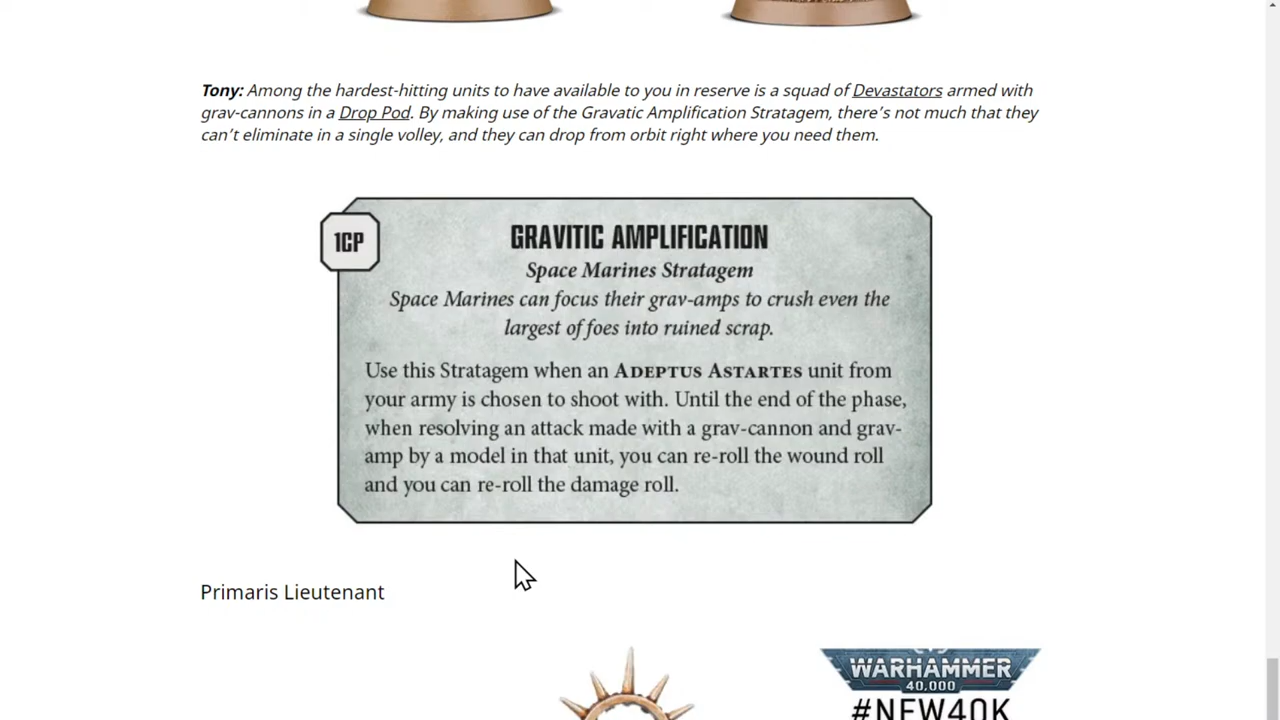 Tony: Among the hardest-hitting units to have available to you in reserve is a squad of Devastators armed with
grav-cannons in a Drop Pod. By making use of the Gravatic Amplification Stratagem, there's not much that they
can't eliminate in a single volley, and they can drop from orbit right where you need them.
1CP
GRAVITIC AMPLIFICATION
Space Marines Stratagem
Space Marines can focus their grav-amps to crush even the
largest of foes into ruined scrap.
Use this Stratagem when an ADEPTUS ASTARTES unit from
your army is chosen to shoot with. Until the end of the phase,
when resolving an attack made with a grav-cannon and grav-
amp by a model in that unit, you can re-roll the wound roll
and you can re-roll the damage roll.
Primaris Lieutenant
WARHAMMER
40,000
#NEW40K